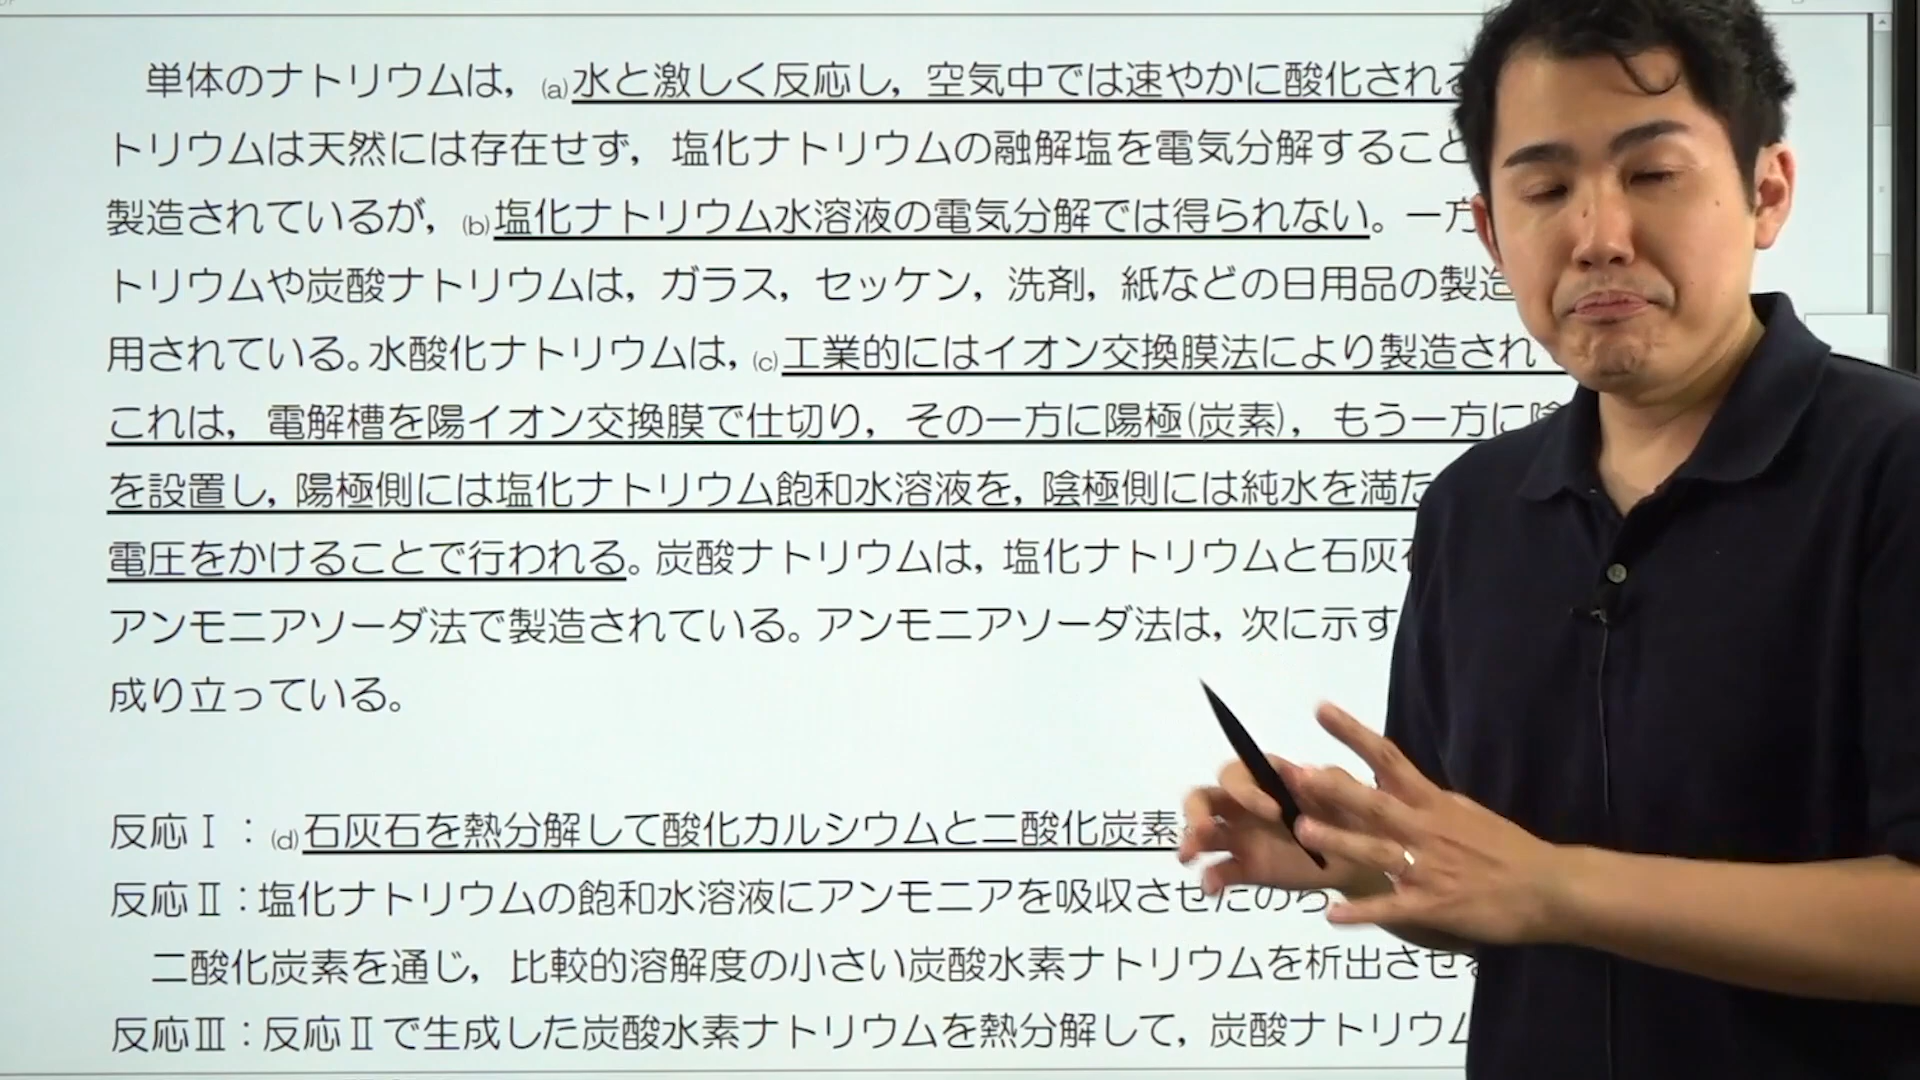 単体のナトリウムは，(a)水と激しく反応し，空気中では速やかに酸化される
トリウムは天然には存在せず，塩化ナトリウムの融解塩を電気分解すること
製造されているが，(b)塩化ナトリウム水溶液の電気分解では得られない。一方
トリウムや炭酸ナトリウムは，ガラス，セッケン，洗剤，紙などの日用品の製造
用されている。水酸化ナトリウムは，(c)工業的にはイオン交換膜法により製造され
これは，電解槽を陽イオン交換膜で仕切り，その一方に陽極(炭素)，もう一方に陰
を設置し，陽極側には塩化ナトリウム飽和水溶液を，陰極側には純水を満た
電圧をかけることで行われる。炭酸ナトリウムは，塩化ナトリウムと石灰石
アンモニアソーダ法で製造されている。アンモニアソーダ法は，次に示す
成り立っている。
反応Ⅰ：(d)石灰石を熱分解して酸化カルシウムと二酸化炭素
反応Ⅱ：塩化ナトリウムの飽和水溶液にアンモニアを吸収させたのち
二酸化炭素を通じ，比較的溶解度の小さい炭酸水素ナトリウムを析出させ
反応Ⅲ：反応Ⅱで生成した炭酸水素ナトリウムを熱分解して，炭酸ナトリウム